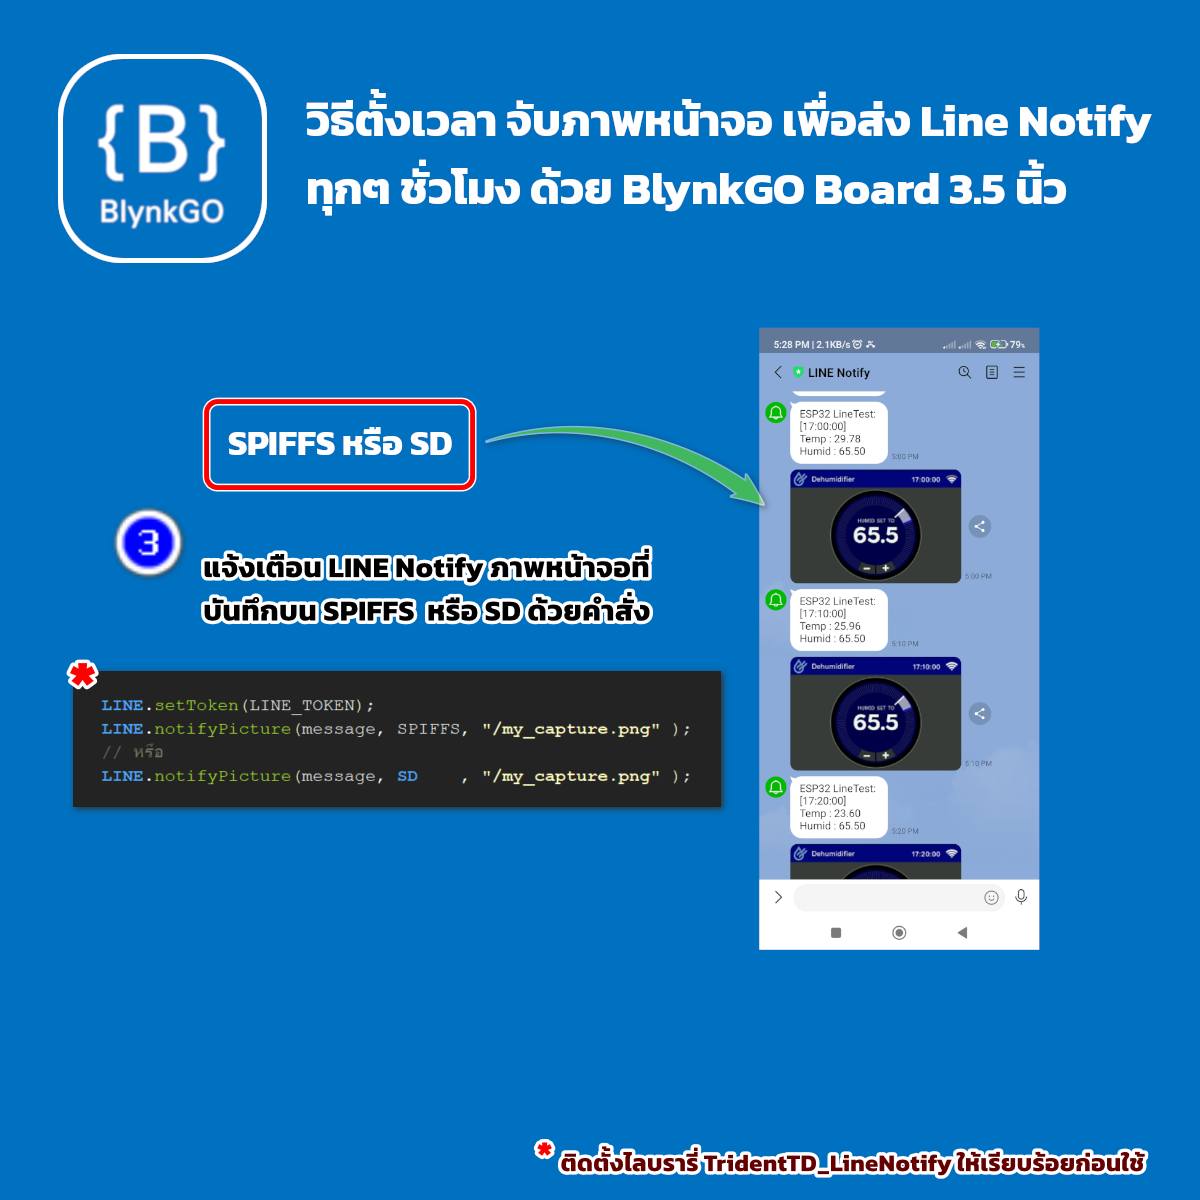 {B}
BlynkGO
วิธีตั้งเวลา จับภาพหน้าจอ เพื่อส่ง Line Notify
ทุกๆ ชั่วโมง ด้วย BlynkGO Board 3.5 นิ้ว
SPIFFS หรือ SD
3
แจ้งเตือน LINE Notify ภาพหน้าจอที่
บันทึกบน SPIFFS หรือ SD ด้วยคำสั่ง
*
LINE.setToken(LINE_TOKEN);
LINE.notifyPicture(message, SPIFFS, "/my_capture.png" );
// หรือ
LINE.notifyPicture(message, SD , "/my_capture.png" );
5:28 PM | 2.1KB/s 79%
LINE Notify
ESP32 LineTest:
[17:00:00]
Temp : 29.78
Humid : 65.50
5:00 PM
Dehumidifier 17:00:00
HUMID SET TO
65.5
- +
5:00 PM
ESP32 LineTest:
[17:10:00]
Temp : 25.96
Humid : 65.50
5:10 PM
Dehumidifier 17:10:00
HUMID SET TO
65.5
- +
5:10 PM
ESP32 LineTest:
[17:20:00]
Temp : 23.60
Humid : 65.50
5:20 PM
Dehumidifier 17:20:00
* ติดตั้งไลบรารี่ TridentTD_LineNotify ให้เรียบร้อยก่อนใช้